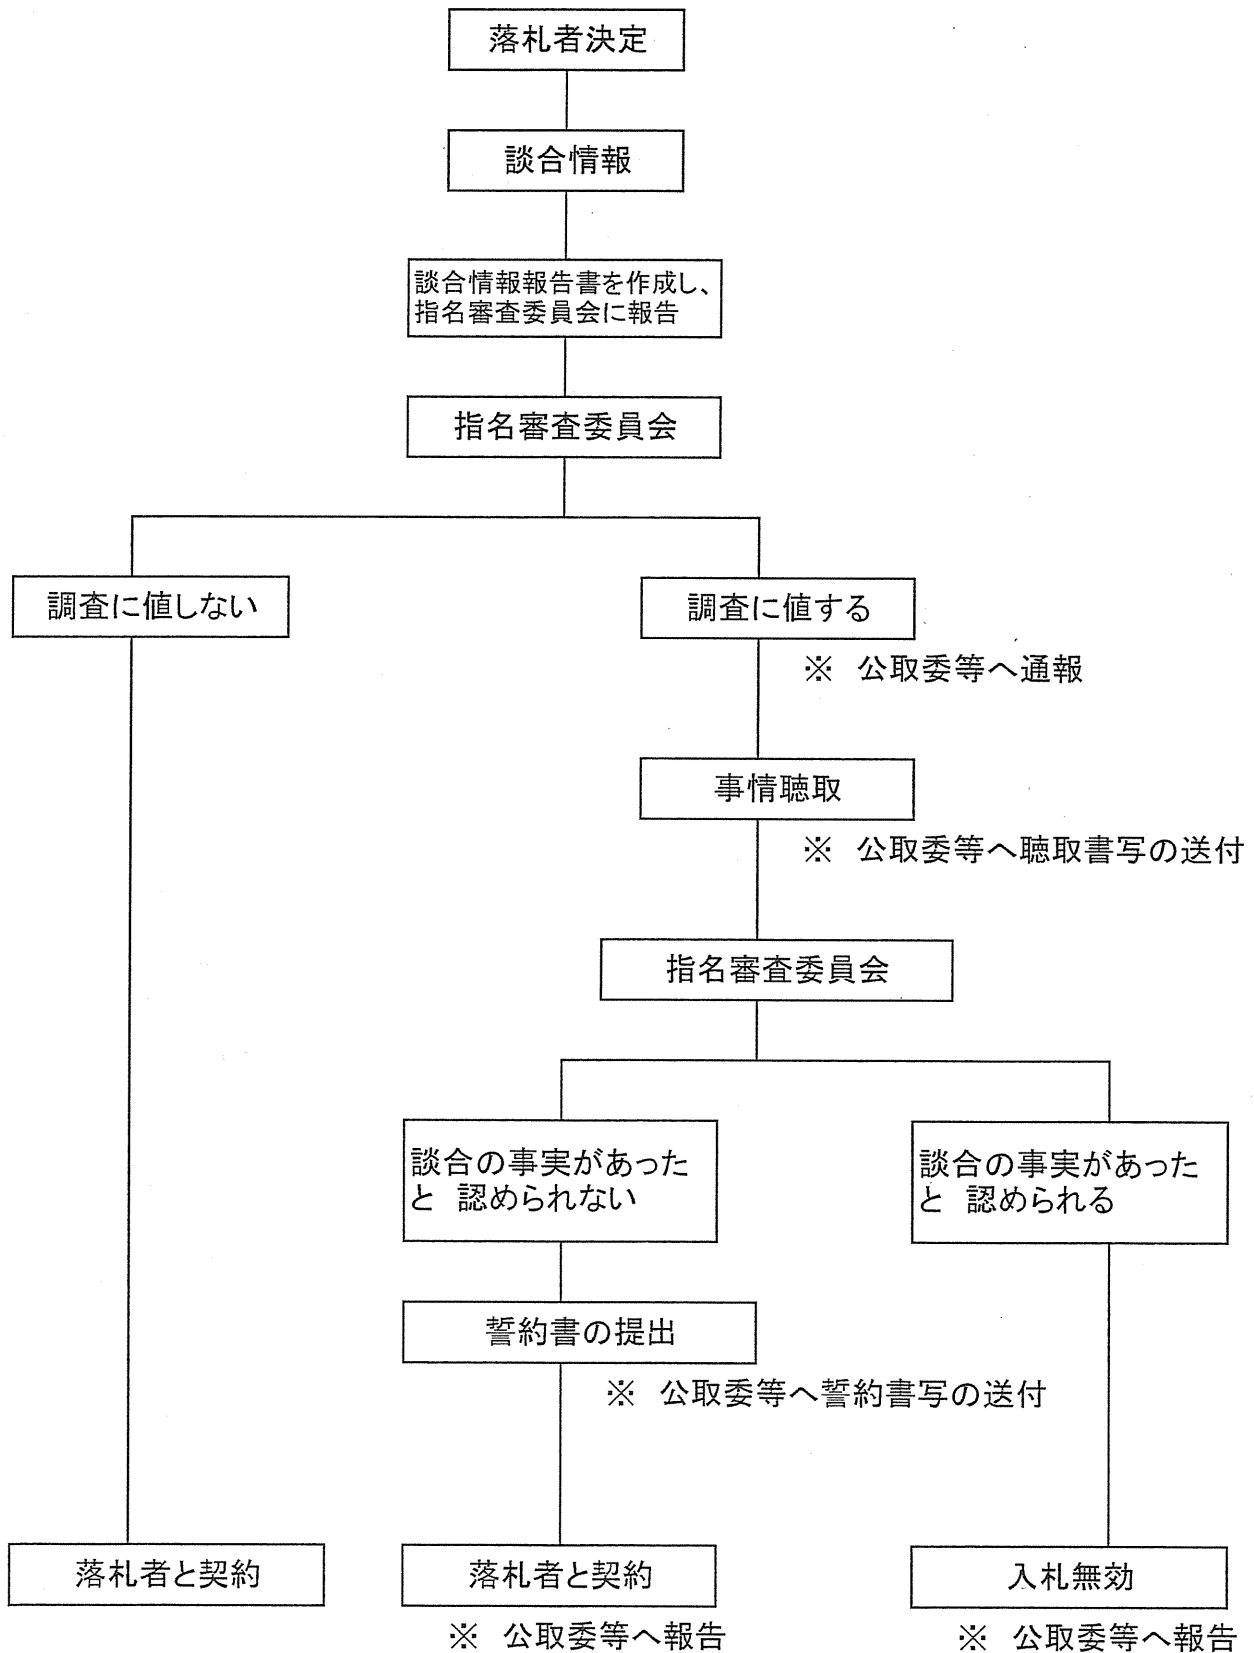 落札者決定
談合情報
談合情報報告書を作成し、
指名審査委員会に報告
指名審査委員会
調査に値しない
調査に値する
※　公取委等へ通報
事情聴取
※　公取委等へ聴取書写の送付
指名審査委員会
談合の事実があった
と　認められない
談合の事実があった
と　認められる
誓約書の提出
※　公取委等へ誓約書写の送付
落札者と契約
落札者と契約
※　公取委等へ報告
入札無効
※　公取委等へ報告